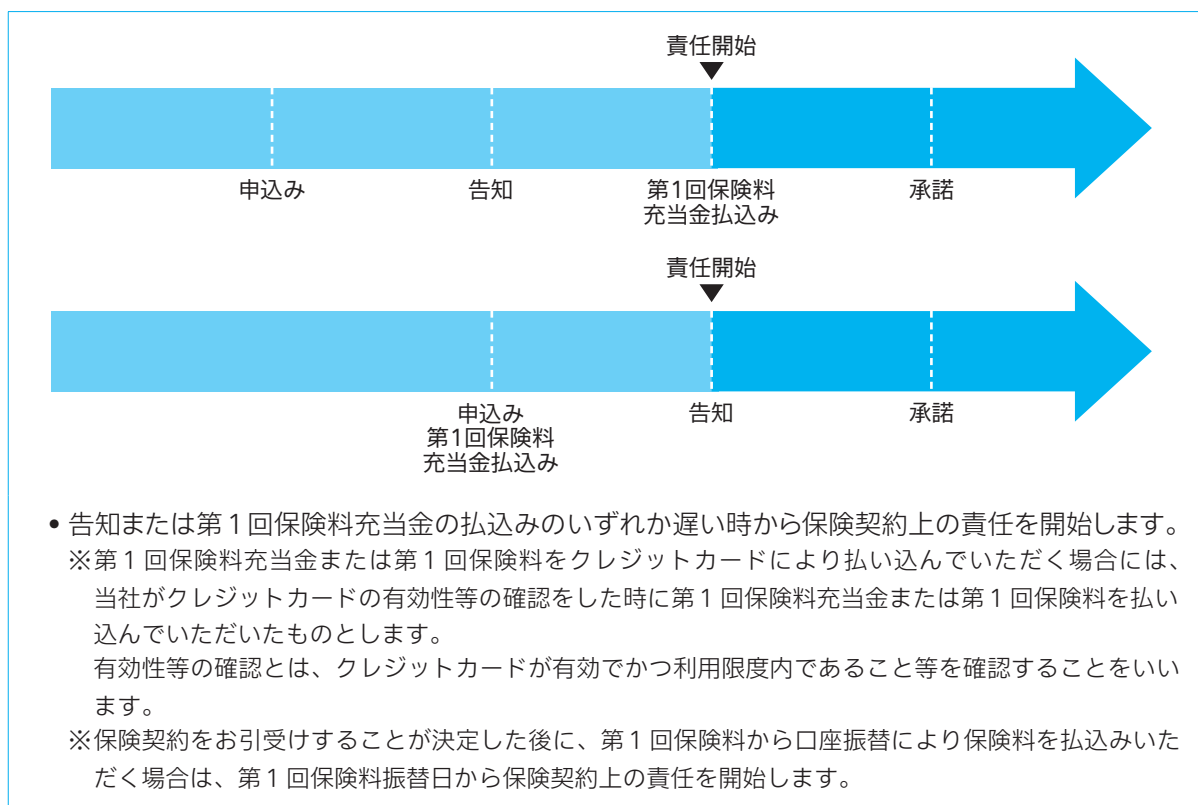 責任開始
申込み 告知 第1回保険料 承諾
充当金払込み
責任開始
申込み 告知 承諾
第1回保険料
充当金払込み
• 告知または第1回保険料充当金の払込みのいずれか遅い時から保険契約上の責任を開始します。
※第1回保険料充当金または第1回保険料をクレジットカードにより払い込んでいただく場合には、
当社がクレジットカードの有効性等の確認をした時に第1回保険料充当金または第1回保険料を払い
込んでいただいたものとします。
有効性等の確認とは、クレジットカードが有効でかつ利用限度内であること等を確認することをいい
ます。
※保険契約をお引受けすることが決定した後に、第1回保険料から口座振替により保険料を払込みいた
だく場合は、第1回保険料振替日から保険契約上の責任を開始します。